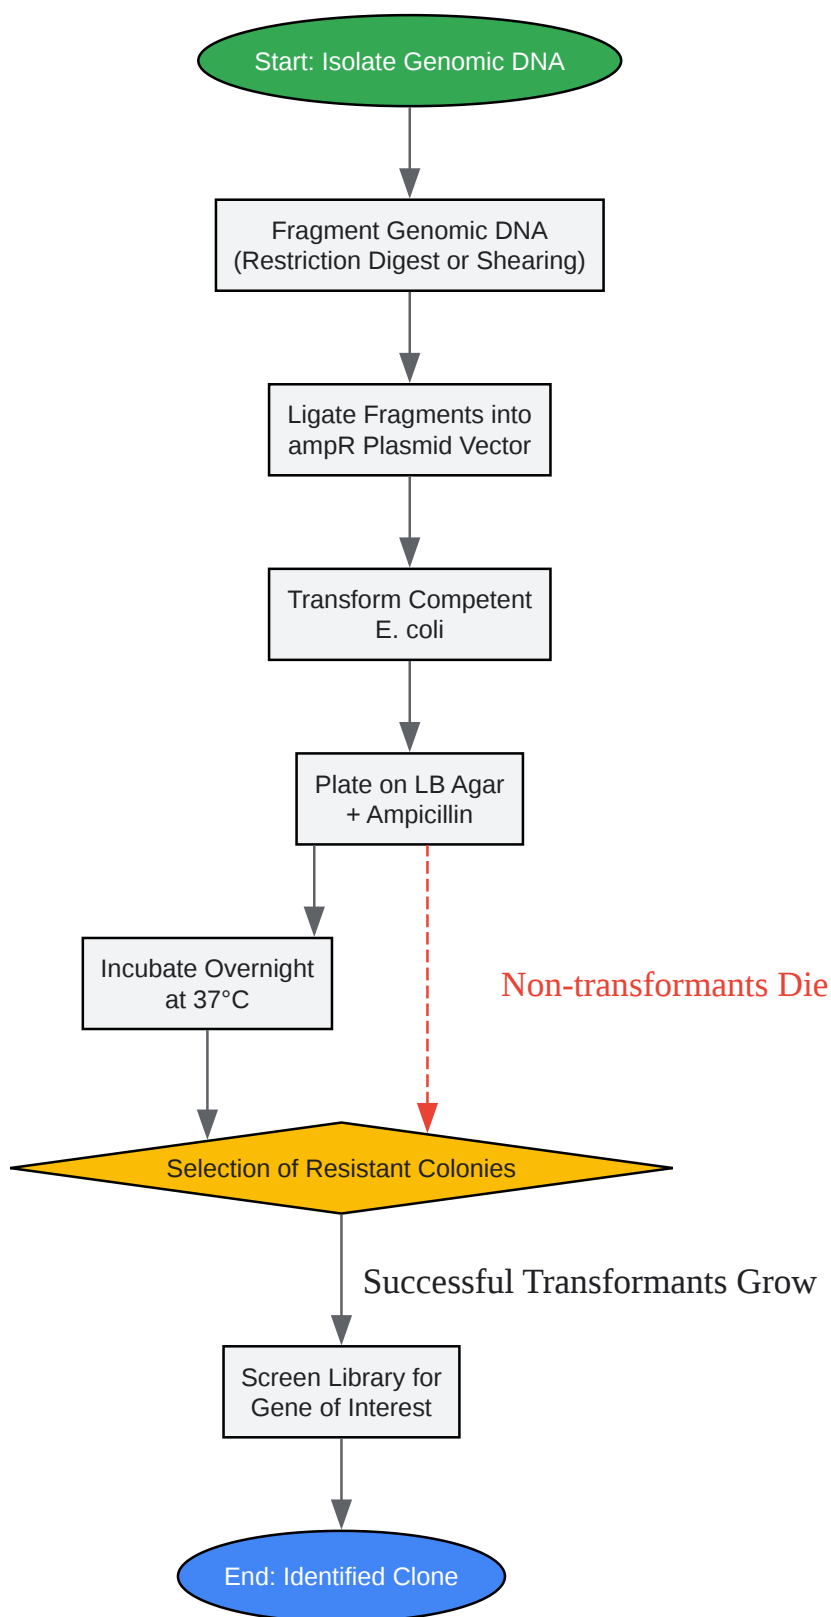 Start: Isolate Genomic DNA
Fragment Genomic DNA
(Restriction Digest or Shearing)
Ligate Fragments into
ampR Plasmid Vector
Transform Competent
E. coli
Plate on LB Agar
+ Ampicillin
Incubate Overnight
at 37°C
Non-transformants Die
Selection of Resistant Colonies
Successful Transformants Grow
Screen Library for
Gene of Interest
End: Identified Clone